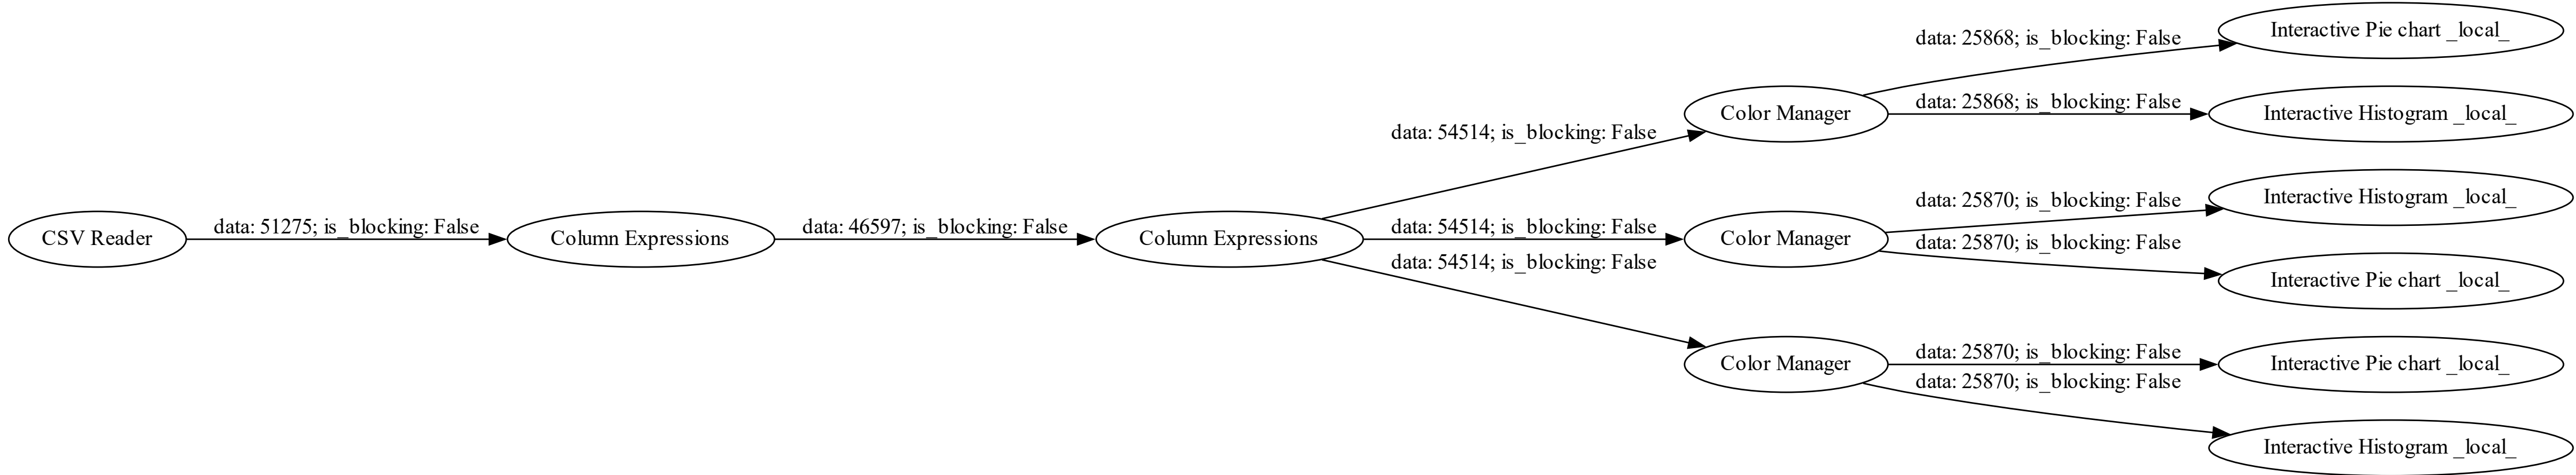 CSV Reader
data: 51275; is_blocking: False
Column Expressions
data: 46597; is_blocking: False
Column Expressions
data: 54514; is_blocking: False
data: 54514; is_blocking: False
data: 54514; is_blocking: False
Color Manager
data: 25868; is_blocking: False
Interactive Pie chart _local_
data: 25868; is_blocking: False
Interactive Histogram _local_
Color Manager
data: 25870; is_blocking: False
Interactive Histogram _local_
data: 25870; is_blocking: False
Interactive Pie chart _local_
Color Manager
data: 25870; is_blocking: False
Interactive Pie chart _local_
data: 25870; is_blocking: False
Interactive Histogram _local_